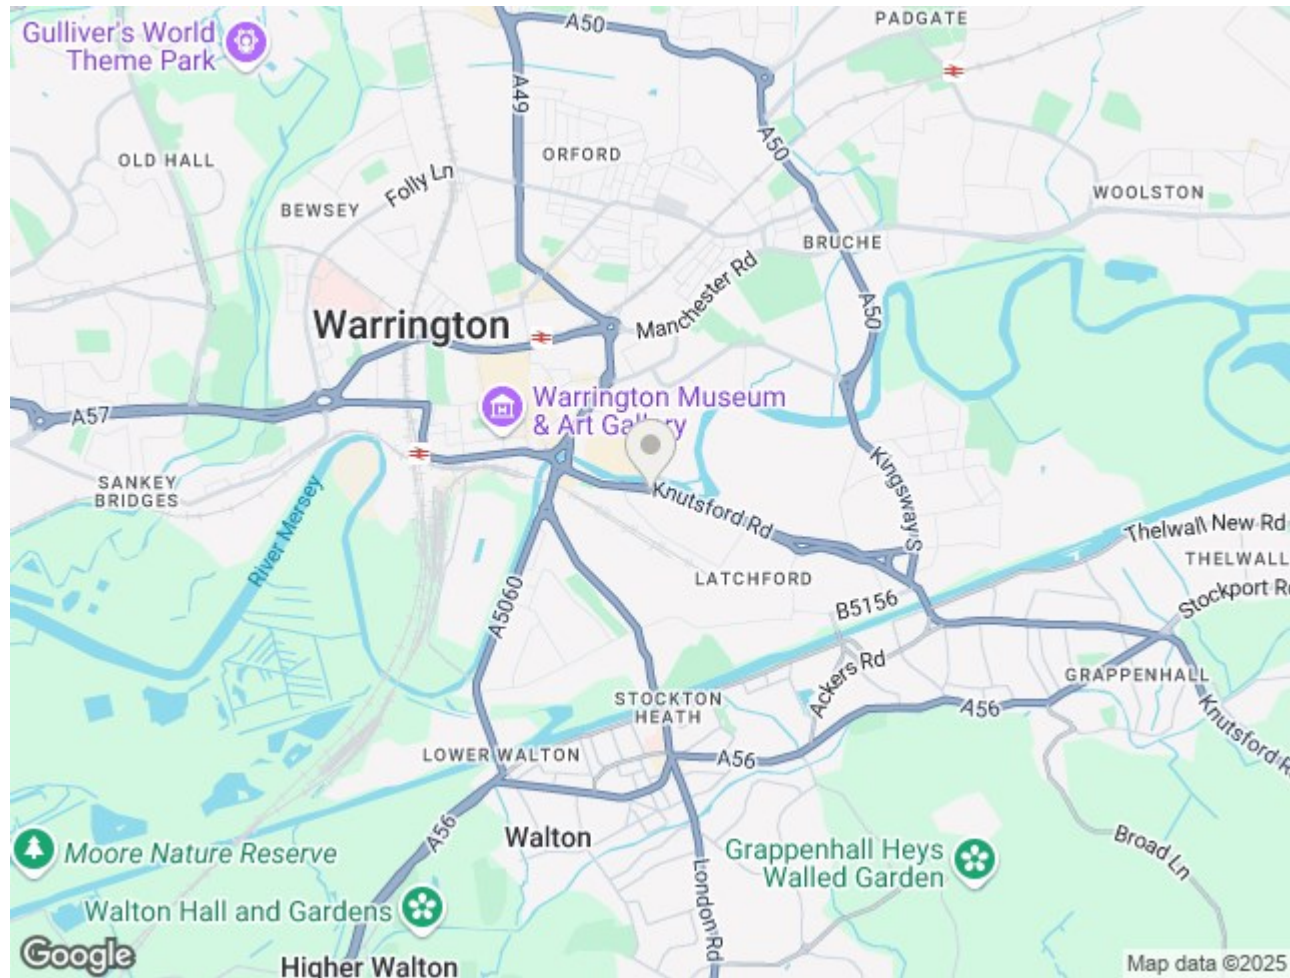 PADGATE
A50
Gulliver's World
Theme Park
A49
A50
ORFORD
OLD HALL
Folly Ln
WOOLSTON
BEWSEY
BRUCHE
Manchester Rd
A50
Warrington
Warrington Museum
& Art Gallery
A57
Kingsway S
SANKEY
BRIDGES
River Mersey
Knutsford Rd
Thelwall New Rd
THELWALL
LATCHFORD
A5060
B5156
Stockport Rd
Ackers Rd
GRAPPENHALL
STOCKTON
HEATH
A56
Knutsford R
LOWER WALTON
A56
A56
Walton
Broad Ln
Moore Nature Reserve
Grappenhall Heys
Walled Garden
London Rd
Walton Hall and Gardens
Google
Higher Walton
Map data ©2025